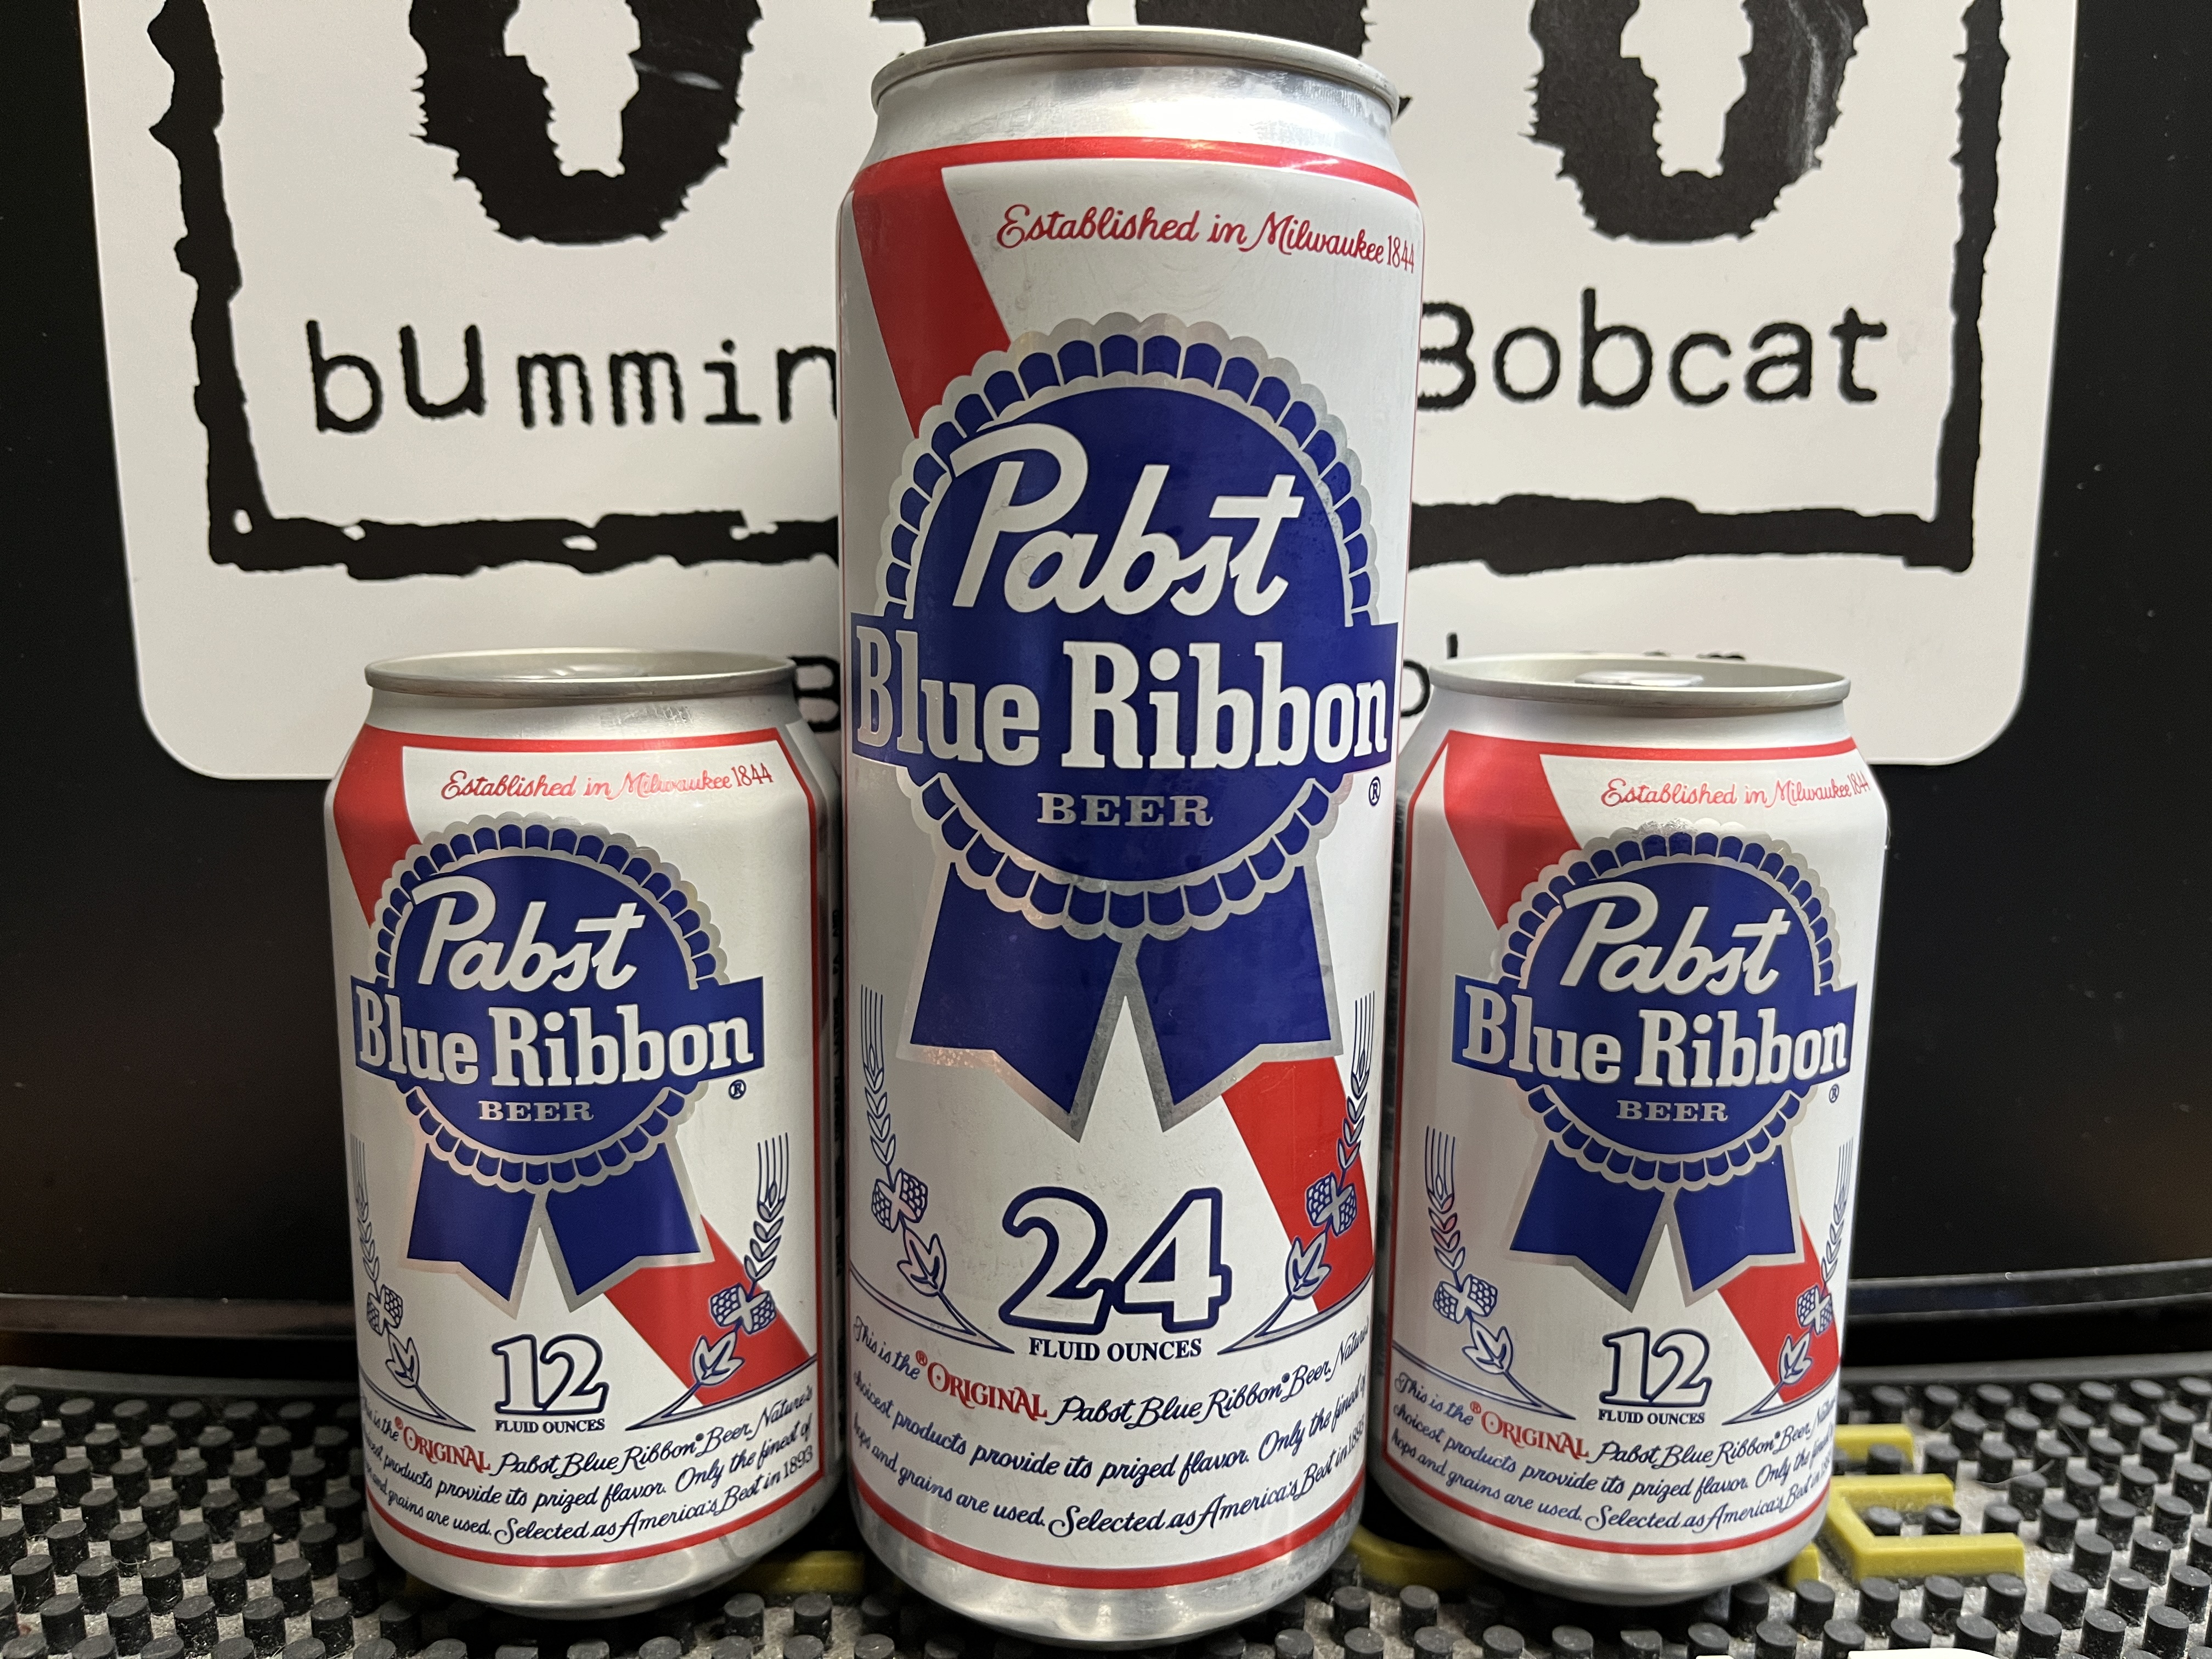 bummin
Bobcat
Established in Milwaukee 1844
Pabst
Blue Ribbon®
BEER
24
FLUID OUNCES
This is the ®ORIGINAL Pabst Blue Ribbon® Beer. Nature's
choicest products provide its prized flavor. Only the finest of
hops and grains are used. Selected as America's Best in 189
Established in Milwaukee 1844
Pabst
Blue Ribbon®
BEER
12
FLUID OUNCES
This is the ®ORIGINAL Pabst Blue Ribbon® Beer. Nature's
choicest products provide its prized flavor. Only the finest of
and grains are used. Selected as America's Best in 1893
Established in Milwaukee 1844
Pabst
Blue Ribbon®
BEER
12
FLUID OUNCES
This is the ®ORIGINAL Pabst Blue Ribbon® Beer.
choicest products provide its prized flavor. Only the finest
hops and grains are used. Selected as America's Best in